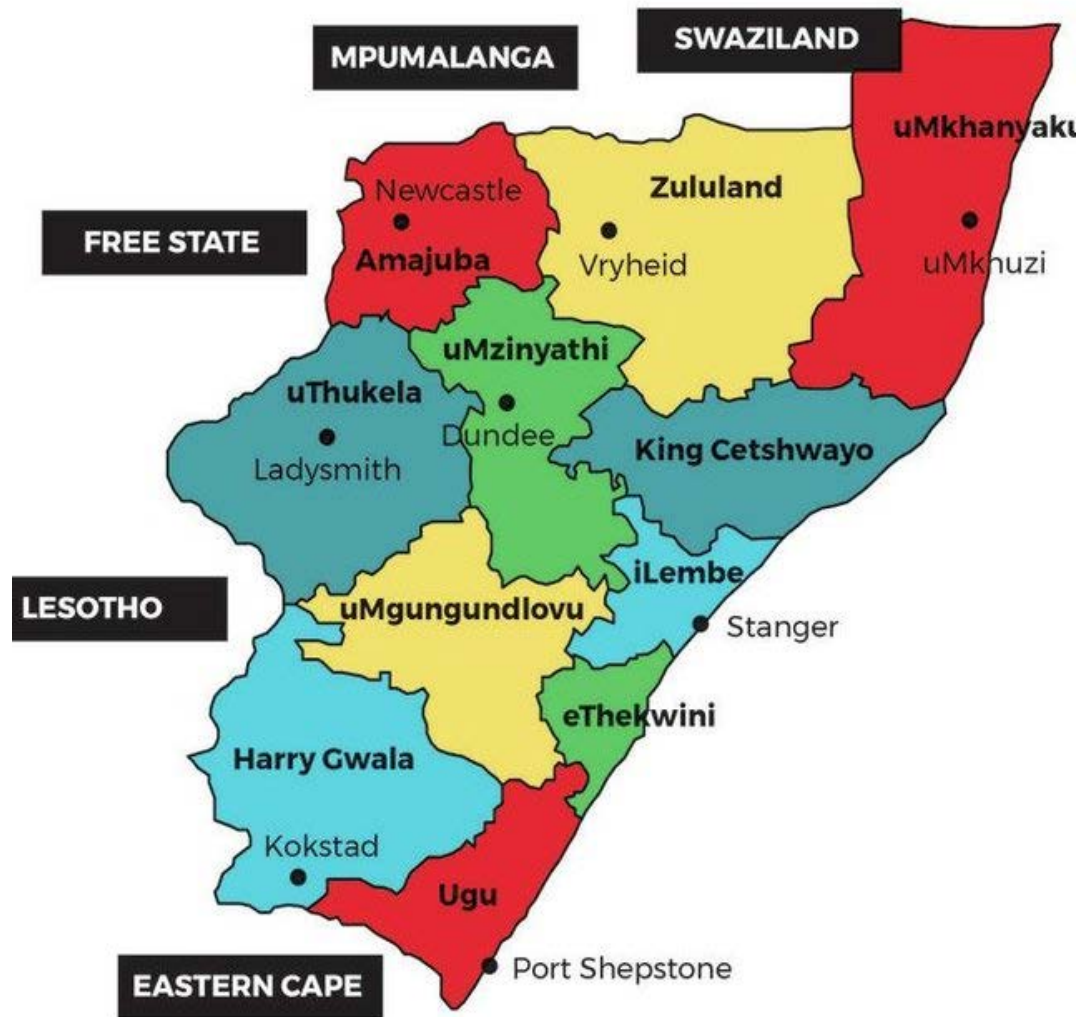 SWAZILAND
MPUMALANGA
uMkhanyaku
Newcastle
Zululand
FREE STATE
Amajuba
Vryheid
uMkhuzi
uMzinyathi
uThukela
Dundee
Ladysmith
King Cetshwayo
iLembe
LESOTHO
uMgungundlovu
Stanger
eThekwini
Harry Gwala
Kokstad
Ugu
Port Shepstone
EASTERN CAPE